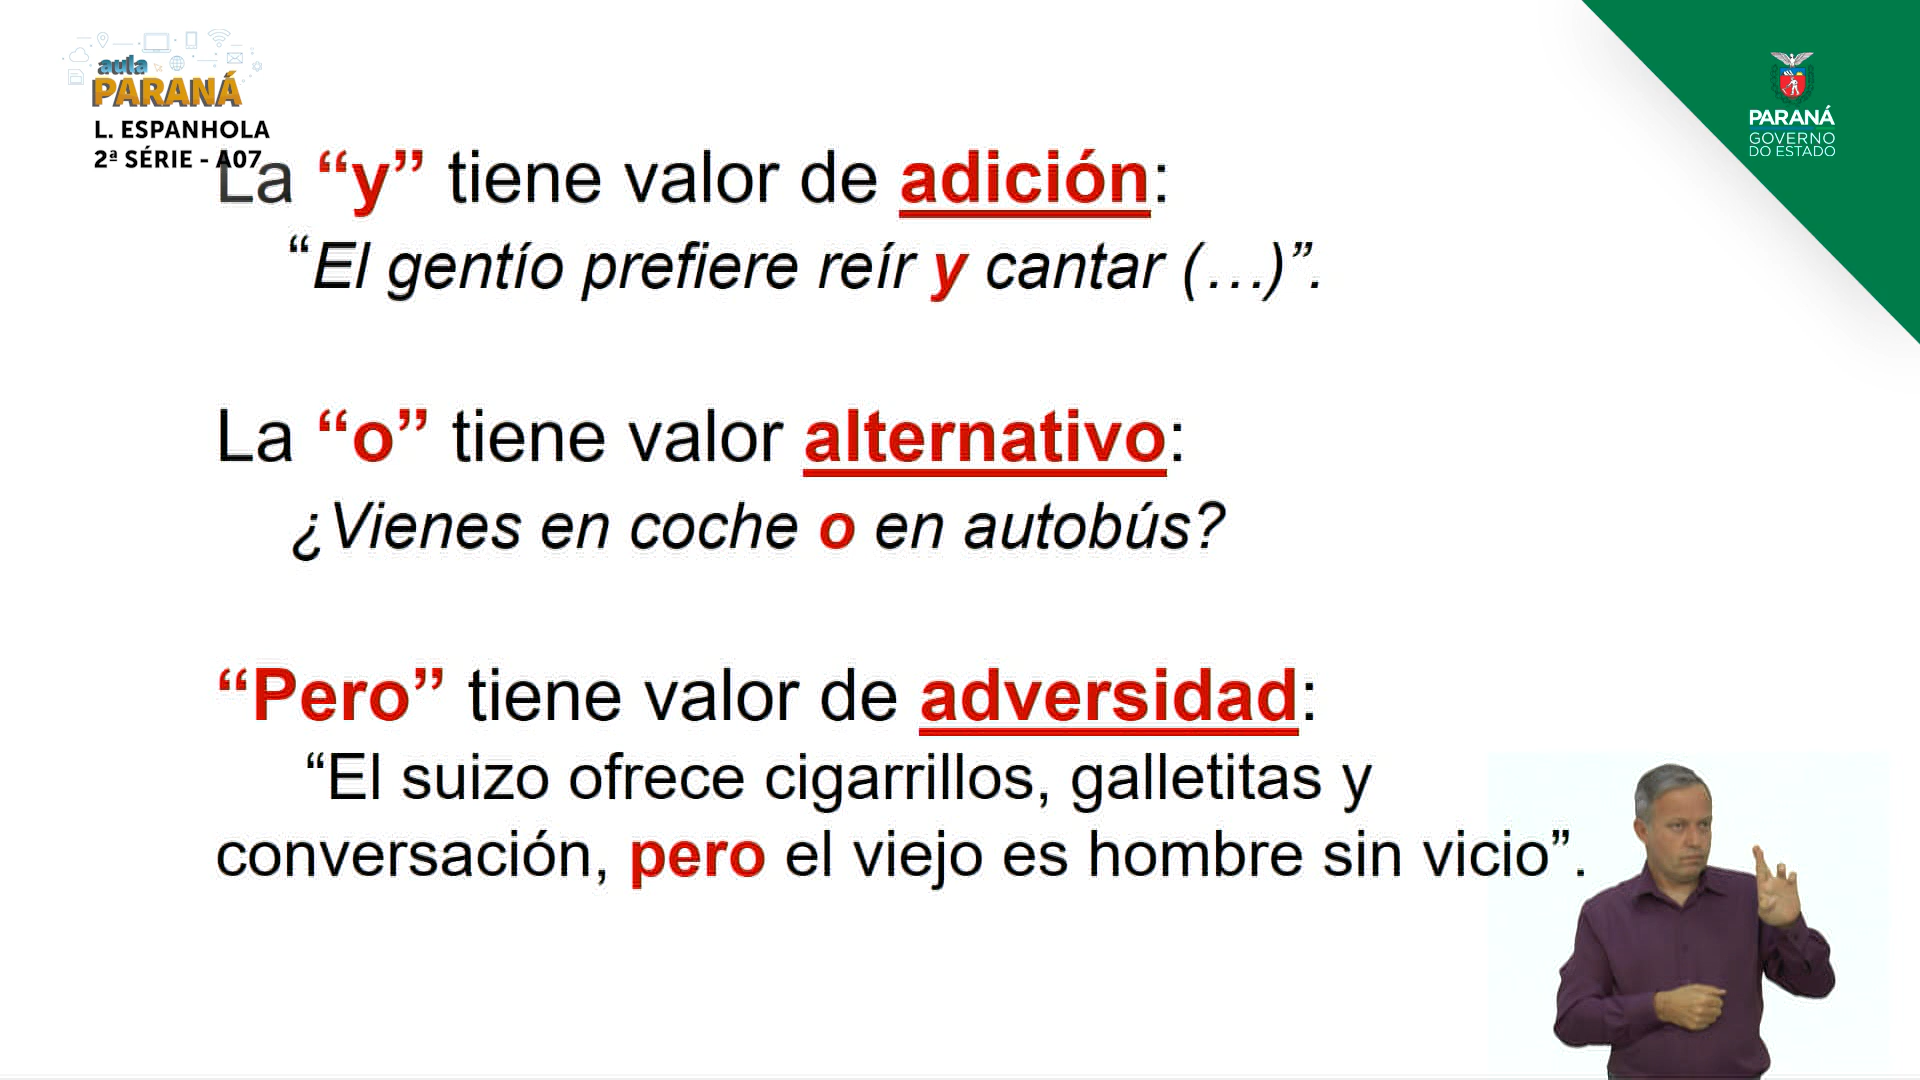 aula
PARANÁ
L. ESPANHOLA
2ª SÉRIE - A07
PARANÁ
GOVERNO
DO ESTADO
La “y” tiene valor de adición:
“El gentío prefiere reír y cantar (…)”.
La “o” tiene valor alternativo:
¿Vienes en coche o en autobús?
“Pero” tiene valor de adversidad:
“El suizo ofrece cigarrillos, galletitas y
conversación, pero el viejo es hombre sin vicio”.